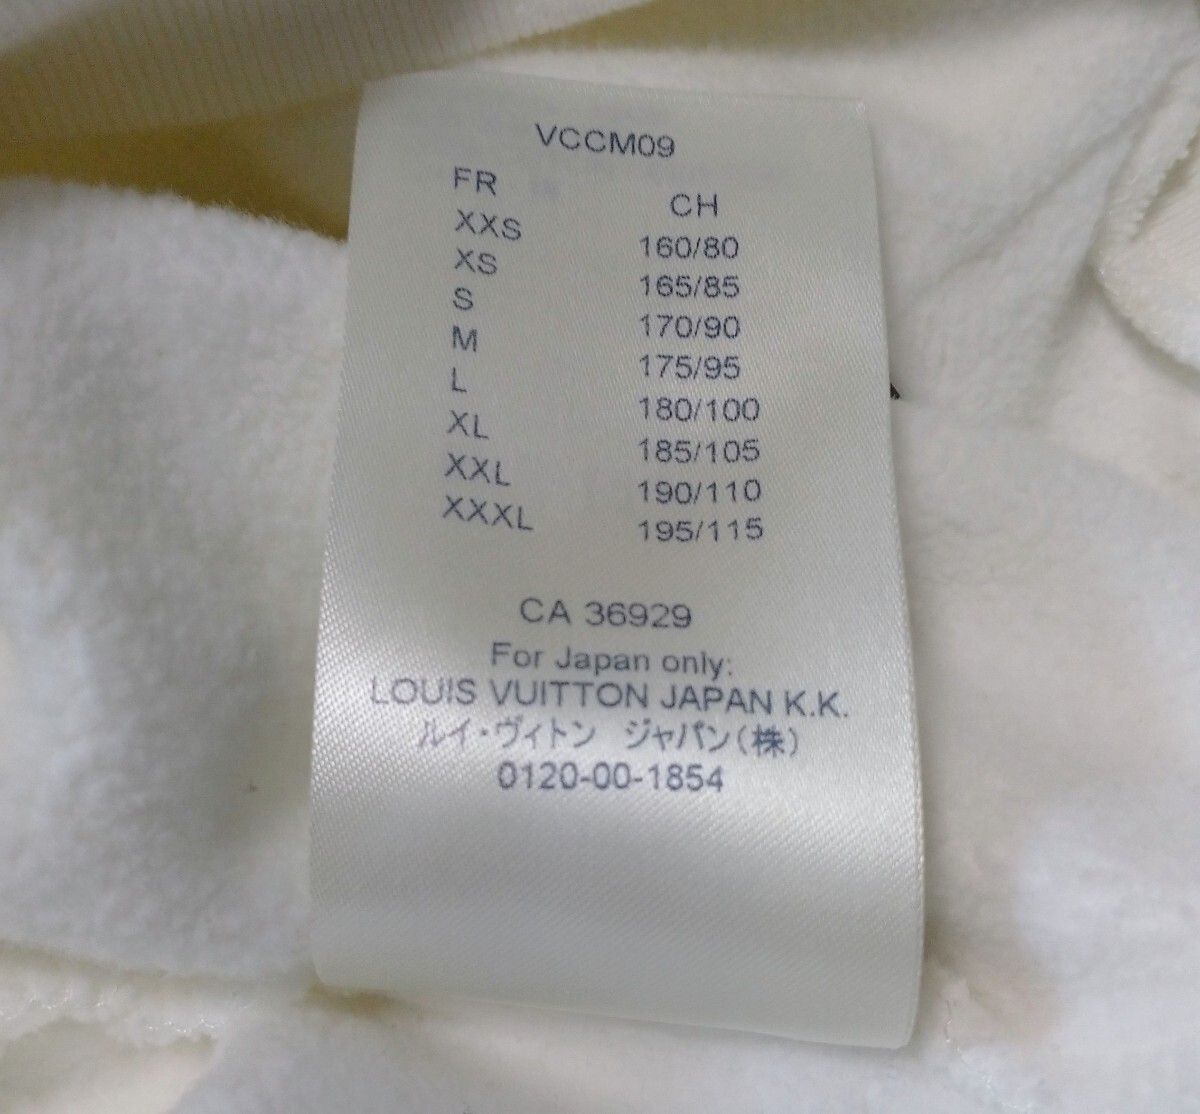 VCCM09
FR CH
XXS 160/80
XS 165/85
S 170/90
M 175/95
L 180/100
XL 185/105
XXL 190/110
XXXL 195/115
CA 36929
For Japan only:
LOUIS VUITTON JAPAN K.K.
ルイ・ヴィトン ジャパン(株)
0120-00-1854